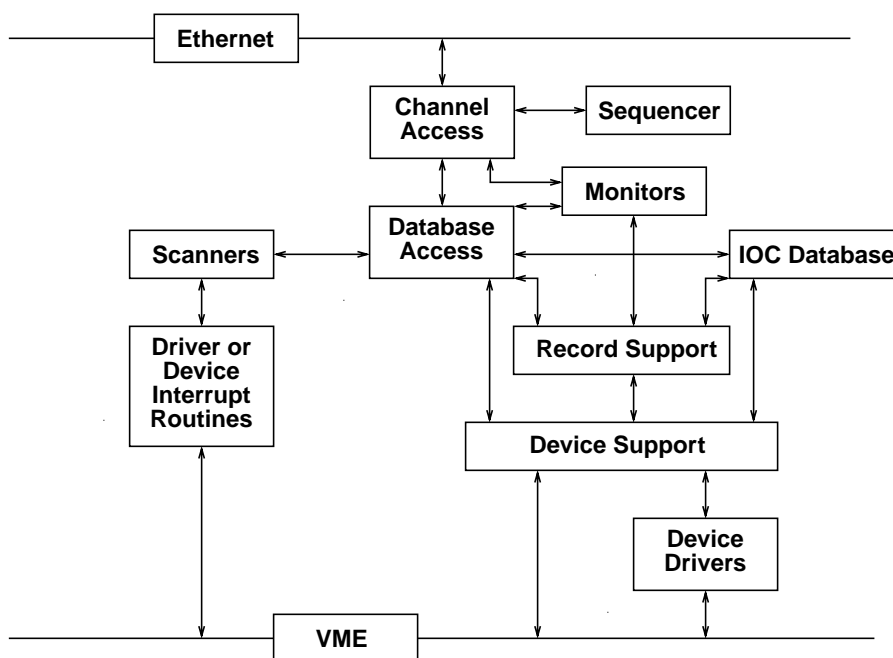 Ethernet
Channel
Access
Sequencer
Monitors
Database
Access
Scanners
IOC Database
Driver or
Device
Interrupt
Routines
Record Support
Device Support
Device
Drivers
VME